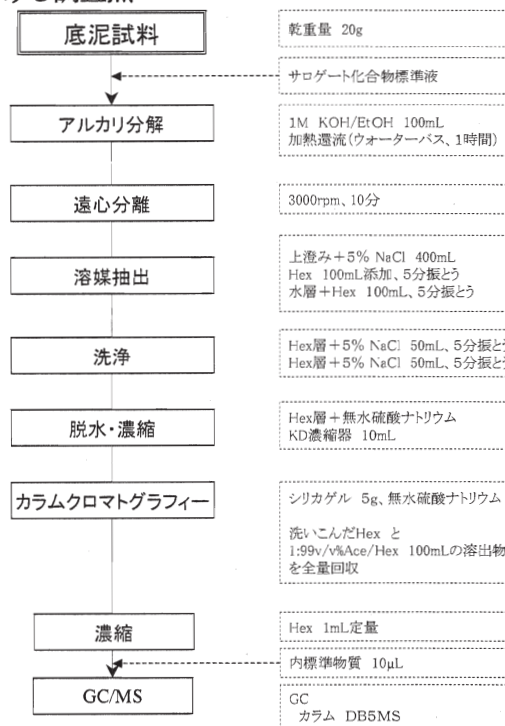 底泥試料
乾重量 20g
サロゲート化合物標準液
アルカリ分解
1M KOH/EtOH 100mL
加熱還流(ウォーターバス、1時間)
遠心分離
3000rpm、10分
溶媒抽出
上澄み+5% NaCl 400mL
Hex 100mL添加、5分振とう
水層+Hex 100mL、5分振とう
洗浄
Hex層+5% NaCl 50mL、5分振と
Hex層+5% NaCl 50mL、5分振と
脱水・濃縮
Hex層+無水硫酸ナトリウム
KD濃縮器 10mL
カラムクロマトグラフィー
シリカゲル 5g、無水硫酸ナトリウム
洗いこんだHex と
1:99v/v%Ace/Hex 100mLの溶出物
を全量回収
濃縮
Hex 1mL定量
内標準物質 10μL
GC/MS
GC
カラム DB5MS